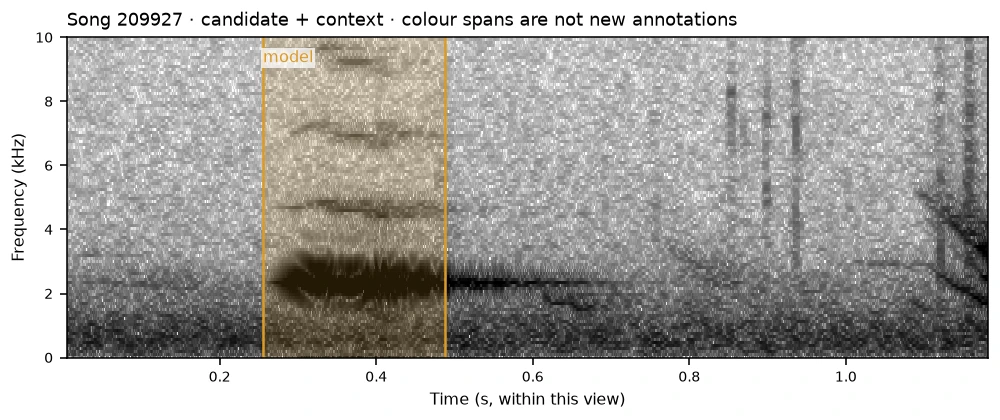 Song 209927 · candidate + context · colour spans are not new annotations
model
10
8
6
4
2
0
Frequency (kHz)
0.2 0.4 0.6 0.8 1.0
Time (s, within this view)